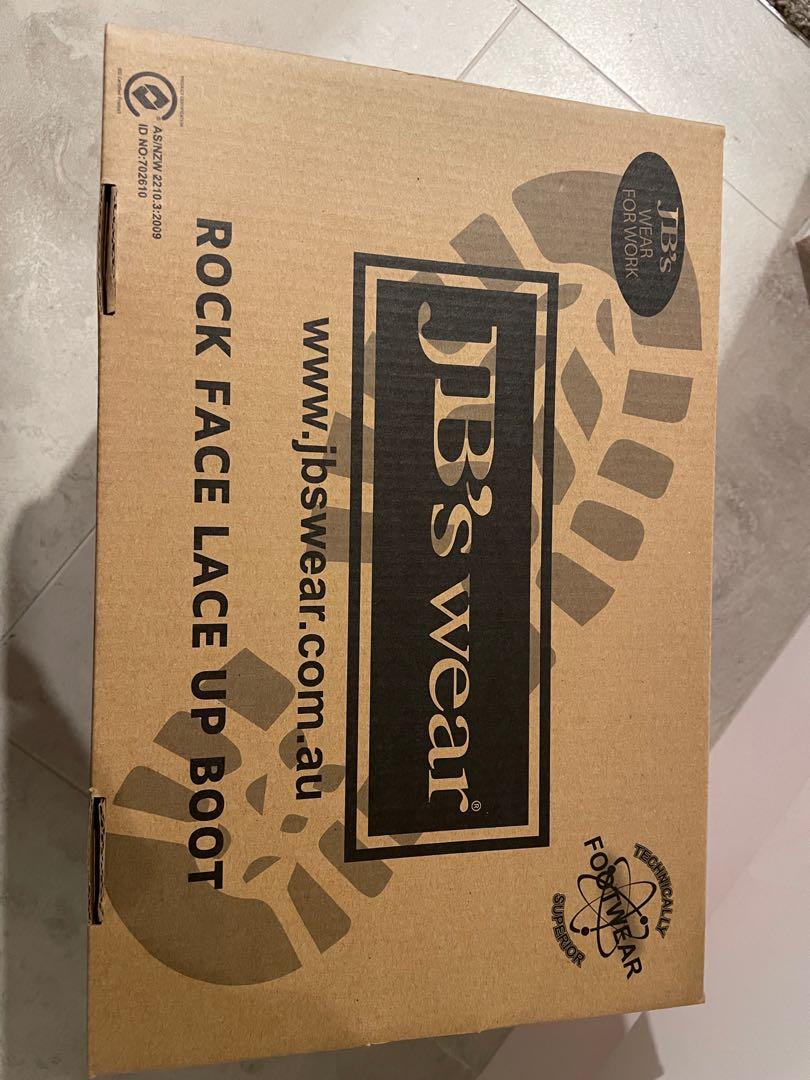 JB's
WEAR
FOR WORK
TECHNICALLY
FOOTWEAR
SUPERIOR
JB's wear®
www.jbswear.com.au
ROCK FACE LACE UP BOOT
AS/NZW 2210.3:2009
ID NO:702610